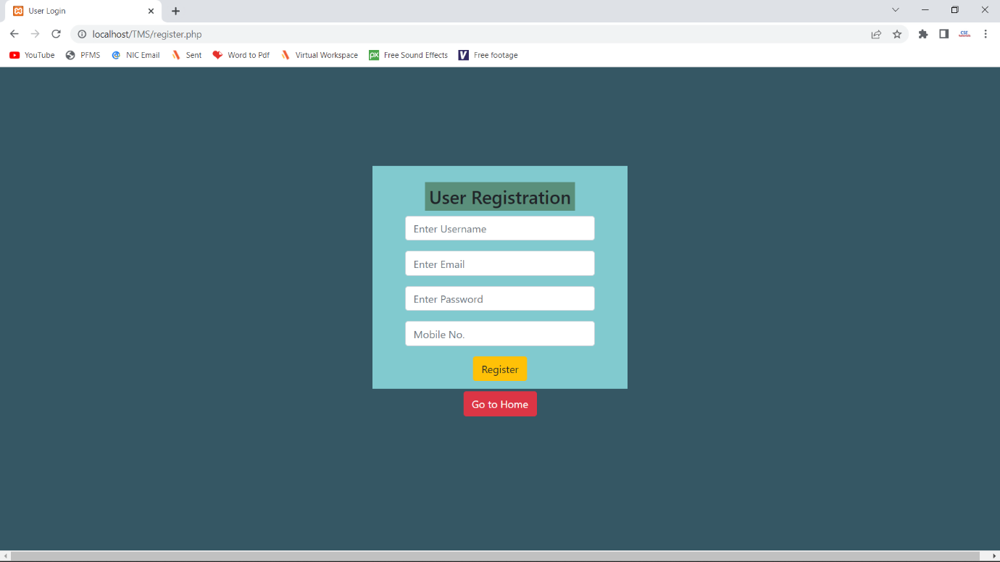 User Login
localhost/TMS/register.php
YouTube PFMS NIC Email Sent Word to Pdf Virtual Workspace Free Sound Effects Free footage
User Registration
Enter Username
Enter Email
Enter Password
Mobile No.
Register
Go to Home